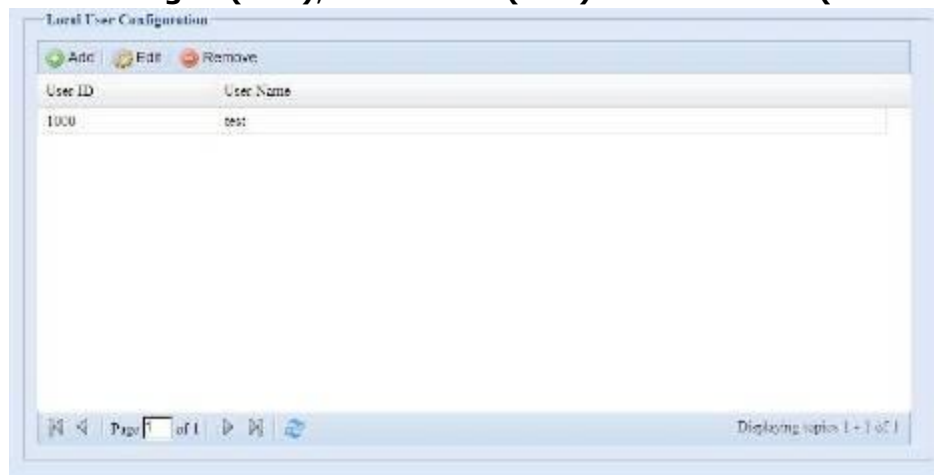 Local User Configuration
Add Edit Remove
User ID User Name
1000 test
Page 1 of 1
Displaying topics 1 - 1 of 1